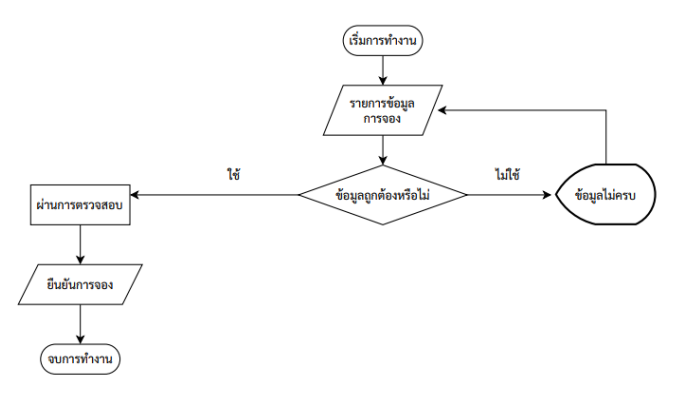 เริ่มการทำงาน
รายการข้อมูล
การจอง
ใช้
ไม่ใช้
ข้อมูลถูกต้องหรือไม่
ข้อมูลไม่ครบ
ผ่านการตรวจสอบ
ยืนยันการจอง
จบการทำงาน